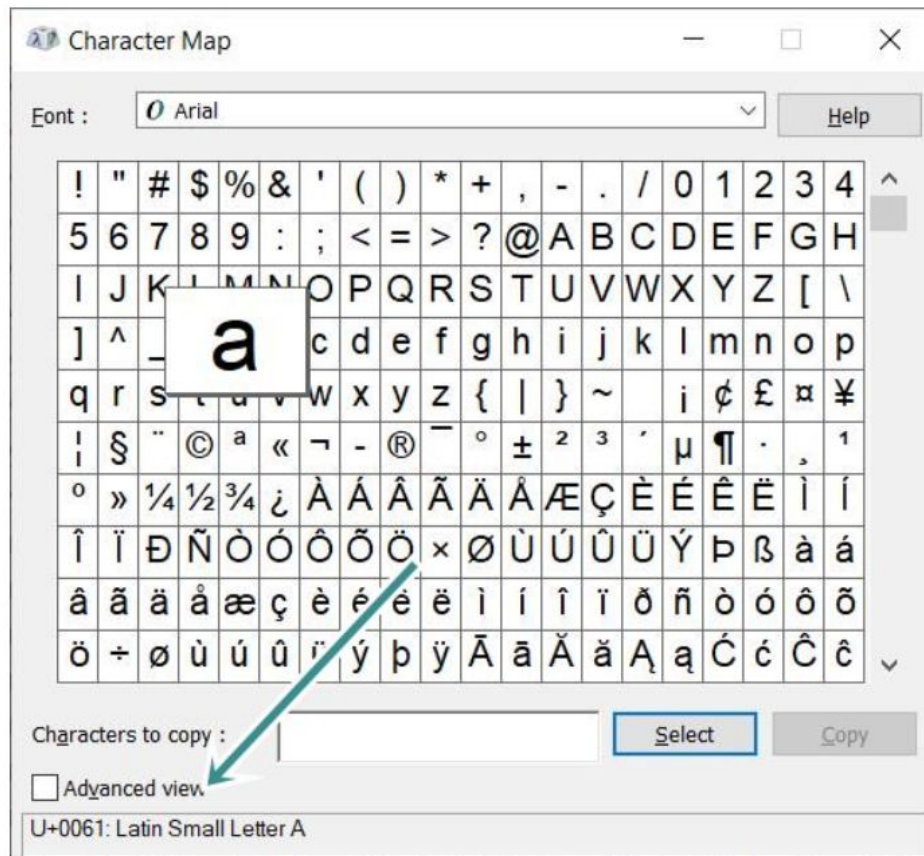 Character Map
Font : Arial Help
! " # $ % & ' ( ) * + , - . / 0 1 2 3 4
5 6 7 8 9 : ; < = > ? @ A B C D E F G H
I J K L M N O P Q R S T U V W X Y Z [ \
] ^ _ a c d e f g h i j k l m n o p
q r s t u v w x y z { | } ~ ¡ ¢ £ ¤ ¥
¦ § ¨ © ª « ¬ - ® ¯ ° ± ² ³ ´ µ ¶ · ¸ ¹
º » ¼ ½ ¾ ¿ À Á Â Ã Ä Å Æ Ç È É Ê Ë Ì Í
Î Ï Ð Ñ Ò Ó Ô Õ Ö × Ø Ù Ú Û Ü Ý Þ ß à á
â ã ä å æ ç è é ê ë ì í î ï ð ñ ò ó ô õ
ö ÷ ø ù ú û ü ý þ ÿ Ā ā Ă ă Ą ą Ć ć Ĉ ĉ
Characters to copy : Select Copy
Advanced view
U+0061: Latin Small Letter A